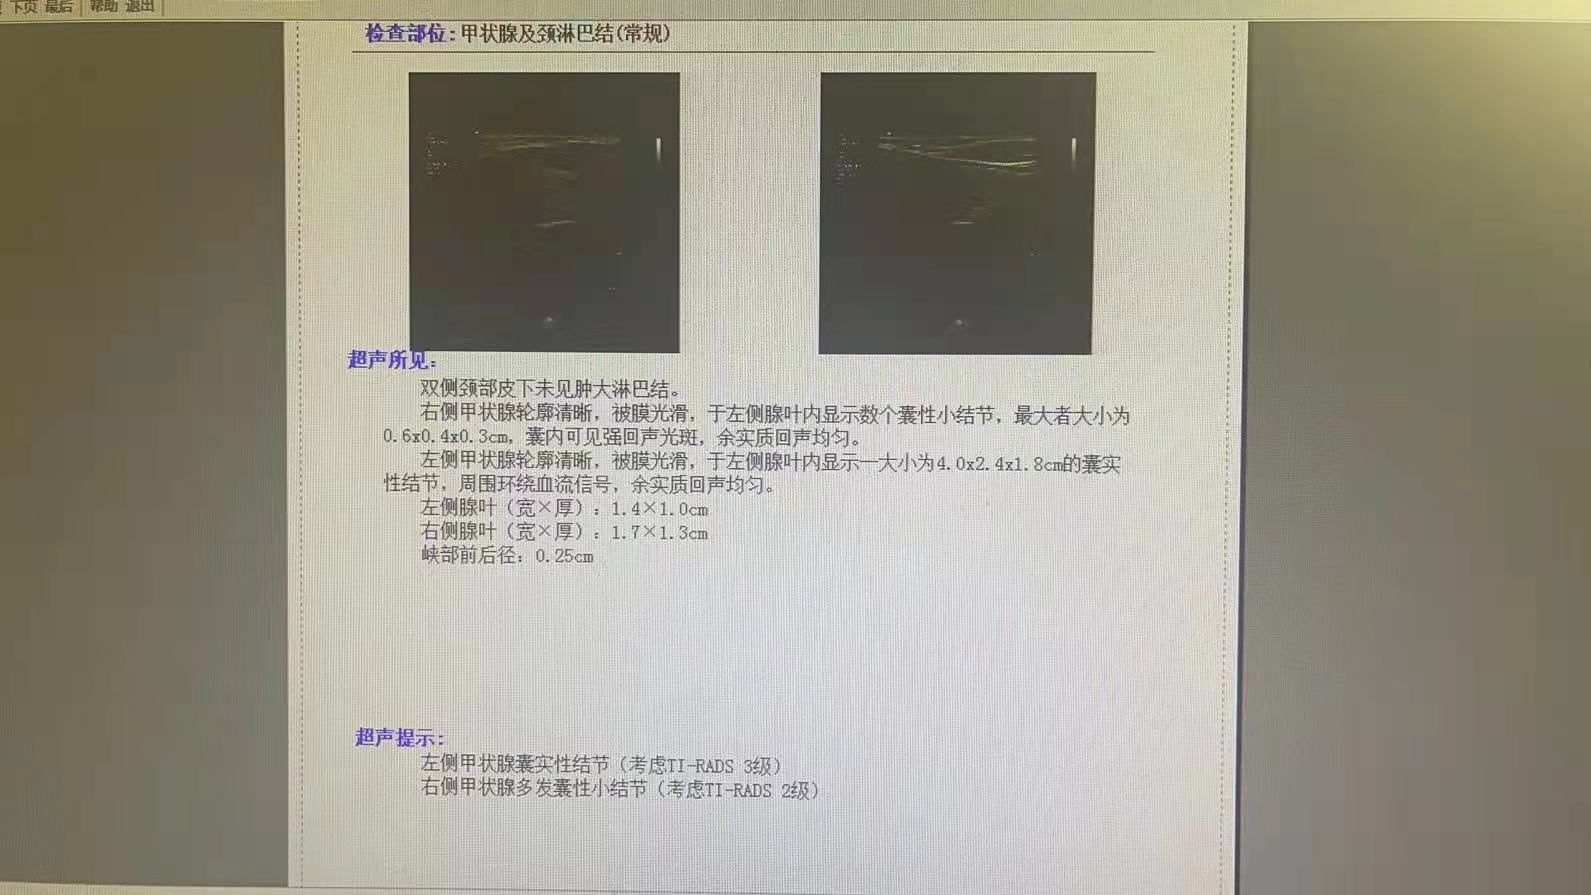 下页 最后 帮助 退出
检查部位:甲状腺及颈淋巴结(常规)
超声所见:
双侧颈部皮下未见肿大淋巴结。
右侧甲状腺轮廓清晰，被膜光滑，于左侧腺叶内显示数个囊性小结节，最大者大小为
0.6x0.4x0.3cm，囊内可见强回声光斑，余实质回声均匀。
左侧甲状腺轮廓清晰，被膜光滑，于左侧腺叶内显示一大小为4.0x2.4x1.8cm的囊实
性结节，周围环绕血流信号，余实质回声均匀。
左侧腺叶（宽×厚）：1.4×1.0cm
右侧腺叶（宽×厚）：1.7×1.3cm
峡部前后径：0.25cm
超声提示:
左侧甲状腺囊实性结节（考虑TI-RADS 3级）
右侧甲状腺多发囊性小结节（考虑TI-RADS 2级）